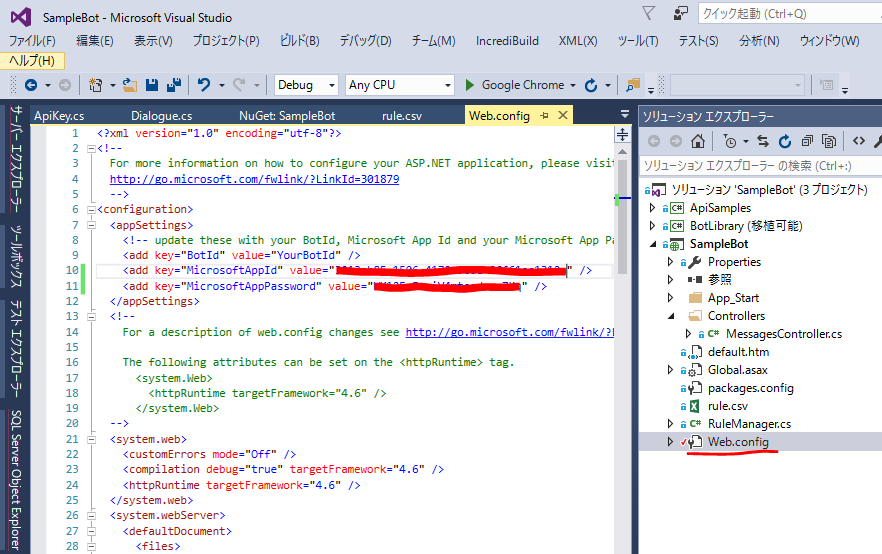 SampleBot - Microsoft Visual Studio
クイック起動 (Ctrl+Q)
ファイル(F) 編集(E) 表示(V) プロジェクト(P) ビルド(B) デバッグ(D) チーム(M) IncrediBuild XML(X) ツール(T) テスト(S) 分析(N) ウィンドウ(W)
ヘルプ(H)
Debug Any CPU Google Chrome
サーバー エクスプローラー
ツールボックス
テスト エクスプローラー
SQL Server Object Explorer
ApiKey.cs Dialogue.cs NuGet: SampleBot rule.csv Web.config
1 <?xml version="1.0" encoding="utf-8"?>
2 <!--
3 For more information on how to configure your ASP.NET application, please visit
4 http://go.microsoft.com/fwlink/?LinkId=301879
5 -->
6 <configuration>
7 <appSettings>
8 <!-- update these with your BotId, Microsoft App Id and your Microsoft App Pa
9 <add key="BotId" value="YourBotId" />
10 <add key="MicrosoftAppId" value=" " />
11 <add key="MicrosoftAppPassword" value=" " />
12 </appSettings>
13 <!--
14 For a description of web.config changes see http://go.microsoft.com/fwlink/?L
15
16 The following attributes can be set on the <httpRuntime> tag.
17 <system.Web>
18 <httpRuntime targetFramework="4.6" />
19 </system.Web>
20 -->
21 <system.web>
22 <customErrors mode="Off" />
23 <compilation debug="true" targetFramework="4.6" />
24 <httpRuntime targetFramework="4.6" />
25 </system.web>
26 <system.webServer>
27 <defaultDocument>
28 <files>
ソリューション エクスプローラー
ソリューション エクスプローラー の検索 (Ctrl+:)
ソリューション 'SampleBot' (3 プロジェクト)
ApiSamples
BotLibrary (移植可能)
SampleBot
Properties
参照
App_Start
Controllers
MessagesController.cs
default.htm
Global.asax
packages.config
rule.csv
RuleManager.cs
Web.config